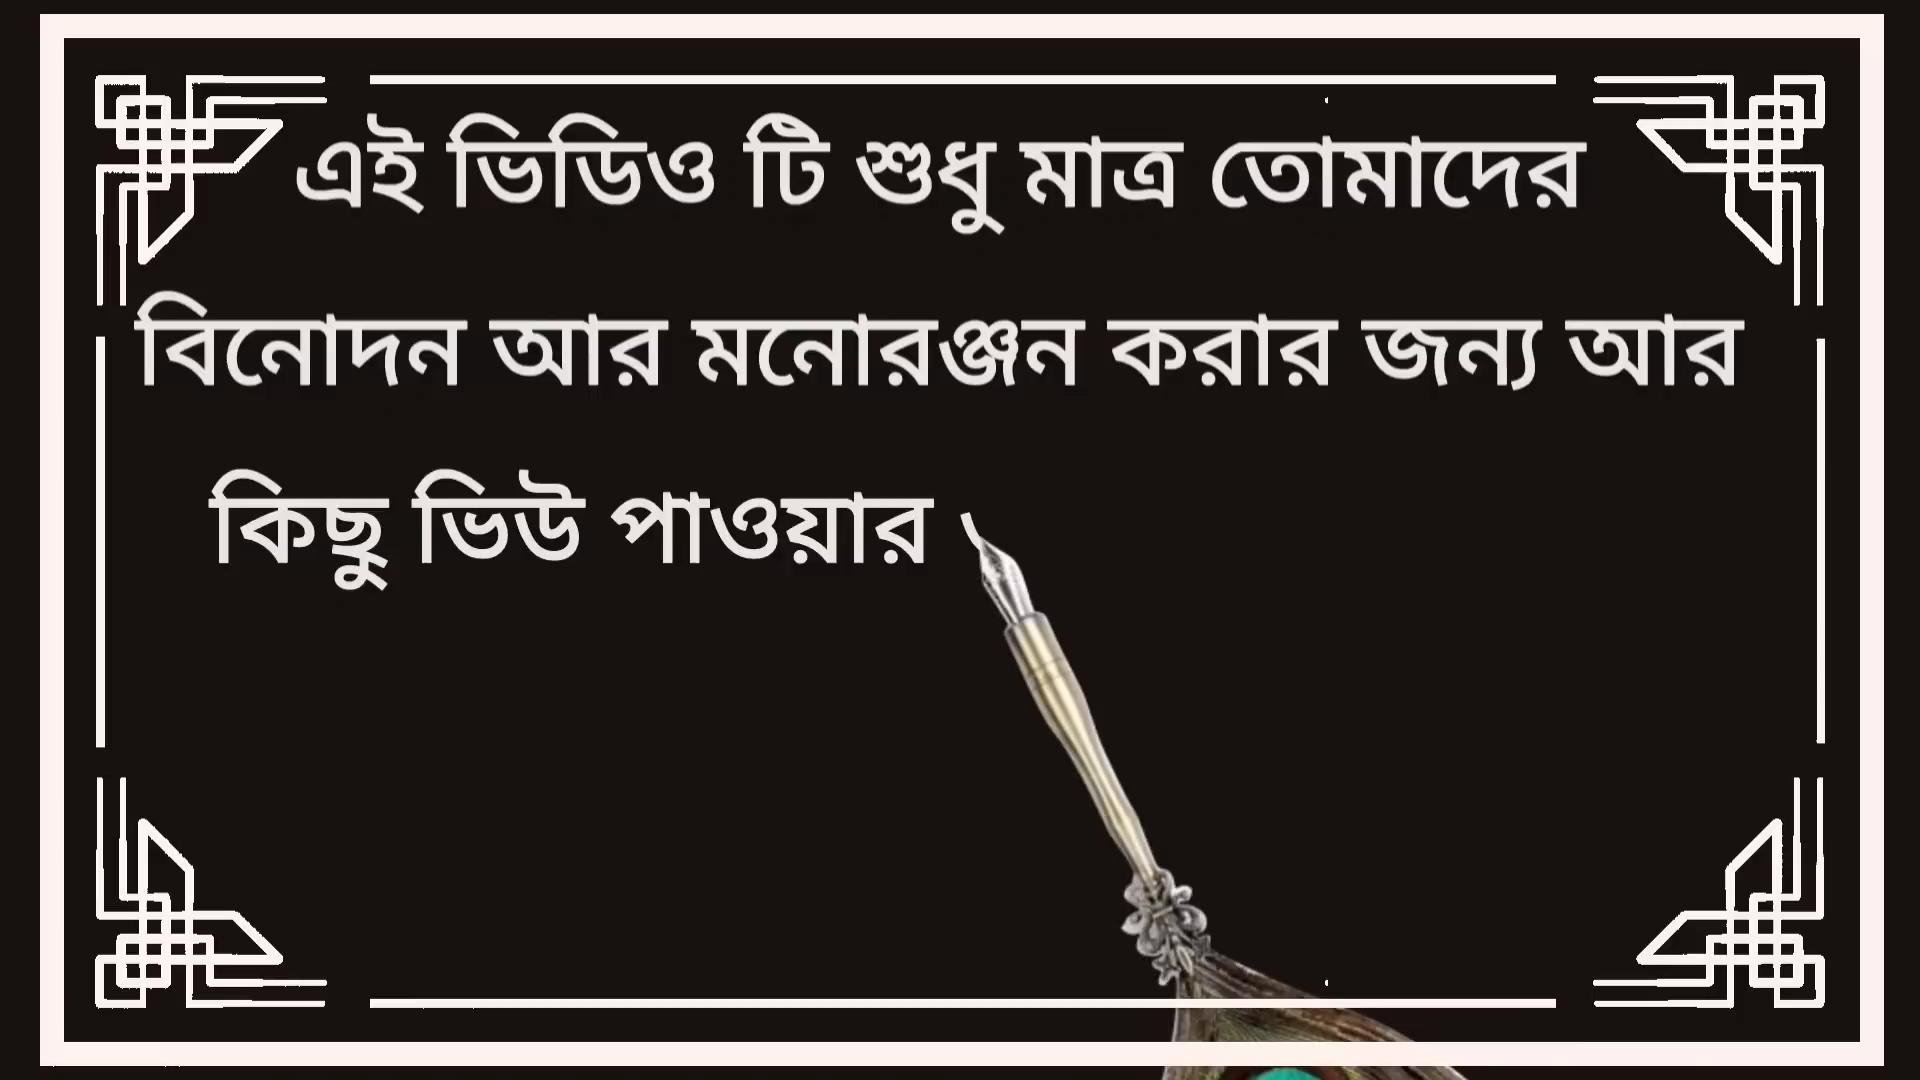 এই ভিডিও টি শুধু মাত্র তোমাদের
বিনোদন আর মনোরঞ্জন করার জন্য আর
কিছু ভিউ পাওয়ার